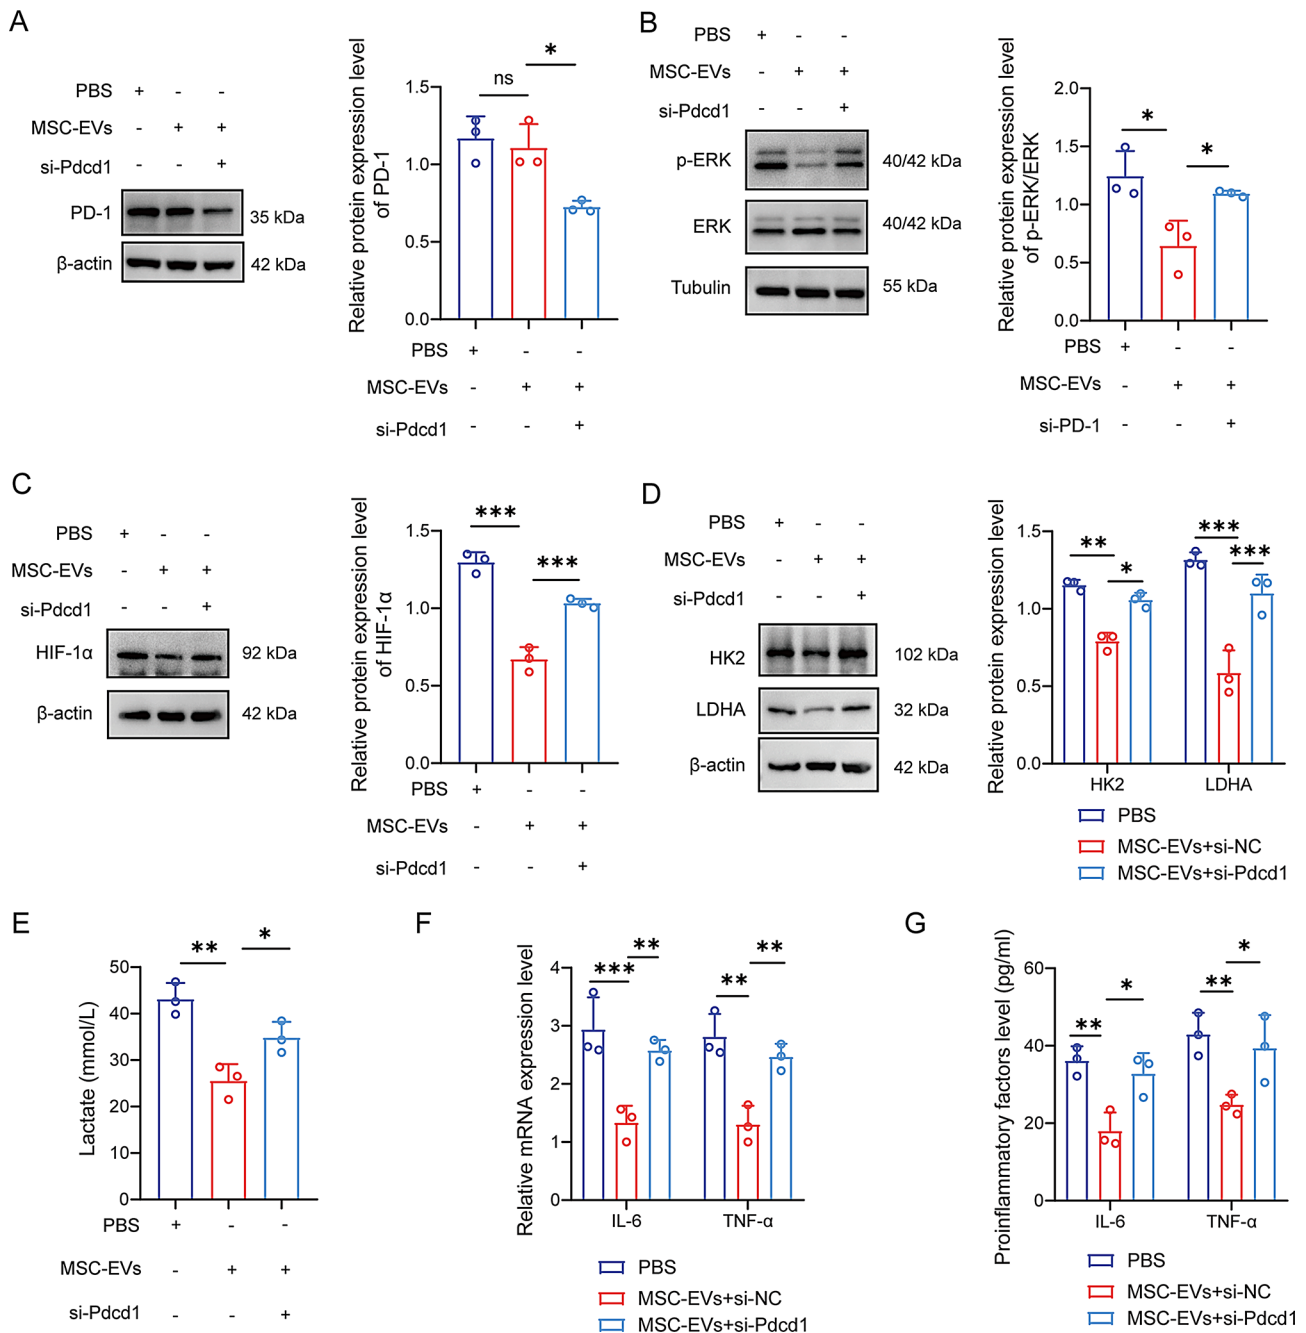 A
PBS + - -
MSC-EVs - + +
si-Pdcd1 - - +
PD-1 35 kDa
β-actin 42 kDa
Relative protein expression level
of PD-1
ns *
1.5
1.0
0.5
0.0
PBS + - -
MSC-EVs - + +
si-Pdcd1 - - +
B
PBS + - -
MSC-EVs - + +
si-Pdcd1 - - +
p-ERK 40/42 kDa
ERK 40/42 kDa
Tubulin 55 kDa
Relative protein expression level
of p-ERK/ERK
* *
2.0
1.5
1.0
0.5
0.0
PBS + - -
MSC-EVs - + +
si-PD-1 - - +
C
PBS + - -
MSC-EVs - + +
si-Pdcd1 - - +
HIF-1α 92 kDa
β-actin 42 kDa
Relative protein expression level
of HIF-1α
*** ***
1.5
1.0
0.5
0.0
PBS + - -
MSC-EVs - + +
si-Pdcd1 - - +
D
PBS + - -
MSC-EVs - + +
si-Pdcd1 - - +
HK2 102 kDa
LDHA 32 kDa
β-actin 42 kDa
Relative protein expression level
** * *** ***
1.5
1.0
0.5
0.0
HK2 LDHA
PBS
MSC-EVs+si-NC
MSC-EVs+si-Pdcd1
E
Lactate (mmol/L)
** *
50
40
30
20
10
0
PBS + - -
MSC-EVs - + +
si-Pdcd1 - - +
F
Relative mRNA expression level
*** ** ** **
4
3
2
1
0
IL-6 TNF-α
PBS
MSC-EVs+si-NC
MSC-EVs+si-Pdcd1
G
Proinflammatory factors level (pg/ml)
** * ** *
60
40
20
0
IL-6 TNF-α
PBS
MSC-EVs+si-NC
MSC-EVs+si-Pdcd1